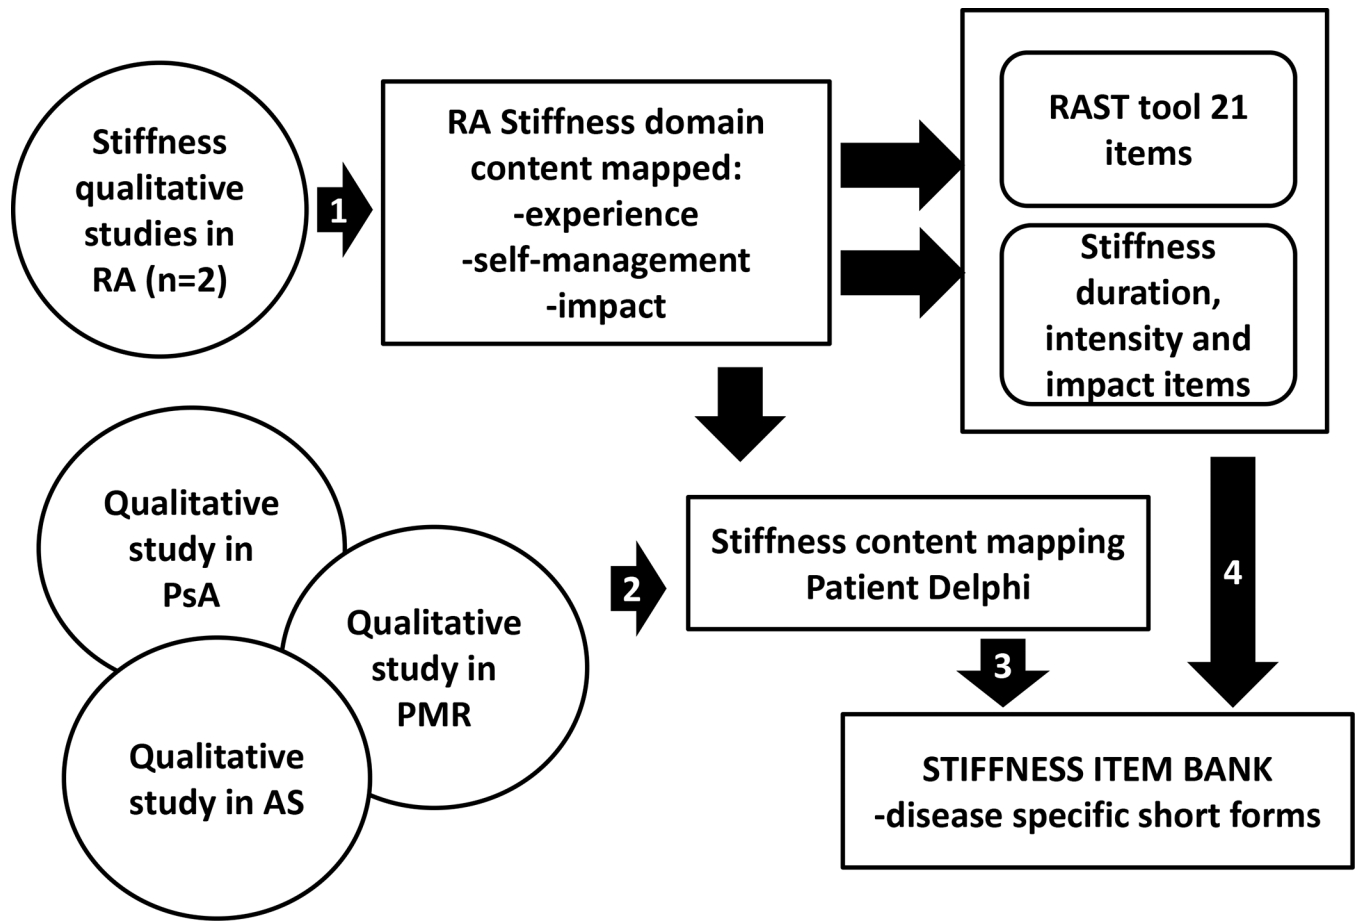 Stiffness
qualitative
studies in
RA (n=2)
1
RA Stiffness domain
content mapped:
-experience
-self-management
-impact
RAST tool 21
items
Stiffness
duration,
intensity and
impact items
Qualitative
study in
PsA
Qualitative
study in
PMR
Qualitative
study in AS
2
Stiffness content mapping
Patient Delphi
3
4
STIFFNESS ITEM BANK
-disease specific short forms